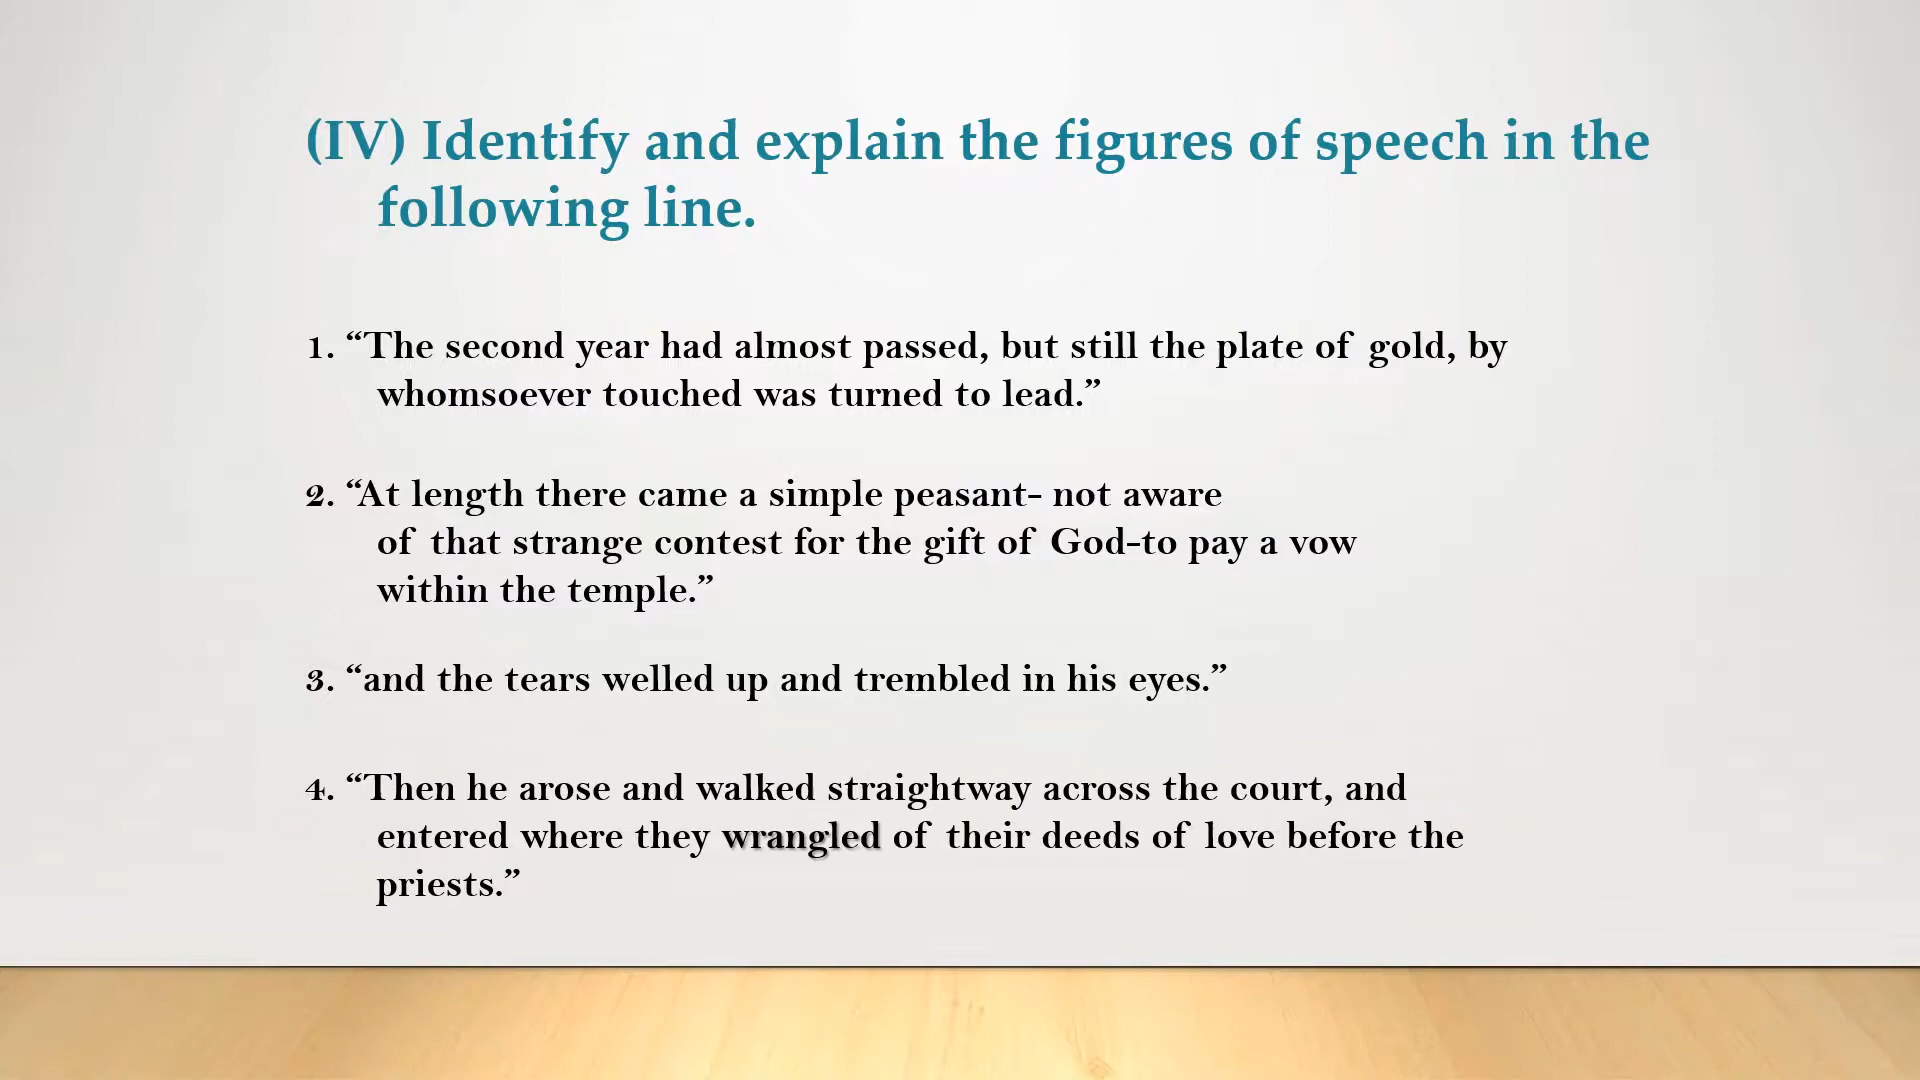 (IV) Identify and explain the figures of speech in the
following line.
1. “The second year had almost passed, but still the plate of gold, by
whomsoever touched was turned to lead.”
2. “At length there came a simple peasant- not aware
of that strange contest for the gift of God-to pay a vow
within the temple.”
3. “and the tears welled up and trembled in his eyes.”
4. “Then he arose and walked straightway across the court, and
entered where they wrangled of their deeds of love before the
priests.”